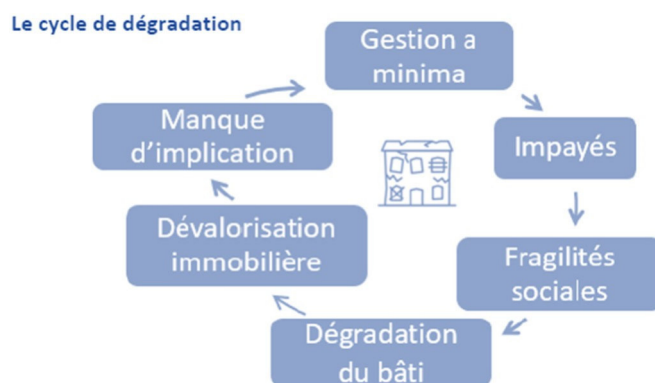 Le cycle de dégradation
Gestion a
minima
Impayés
Fragilités
sociales
Dégradation
du bâti
Dévalorisation
immobilière
Manque
d'implication